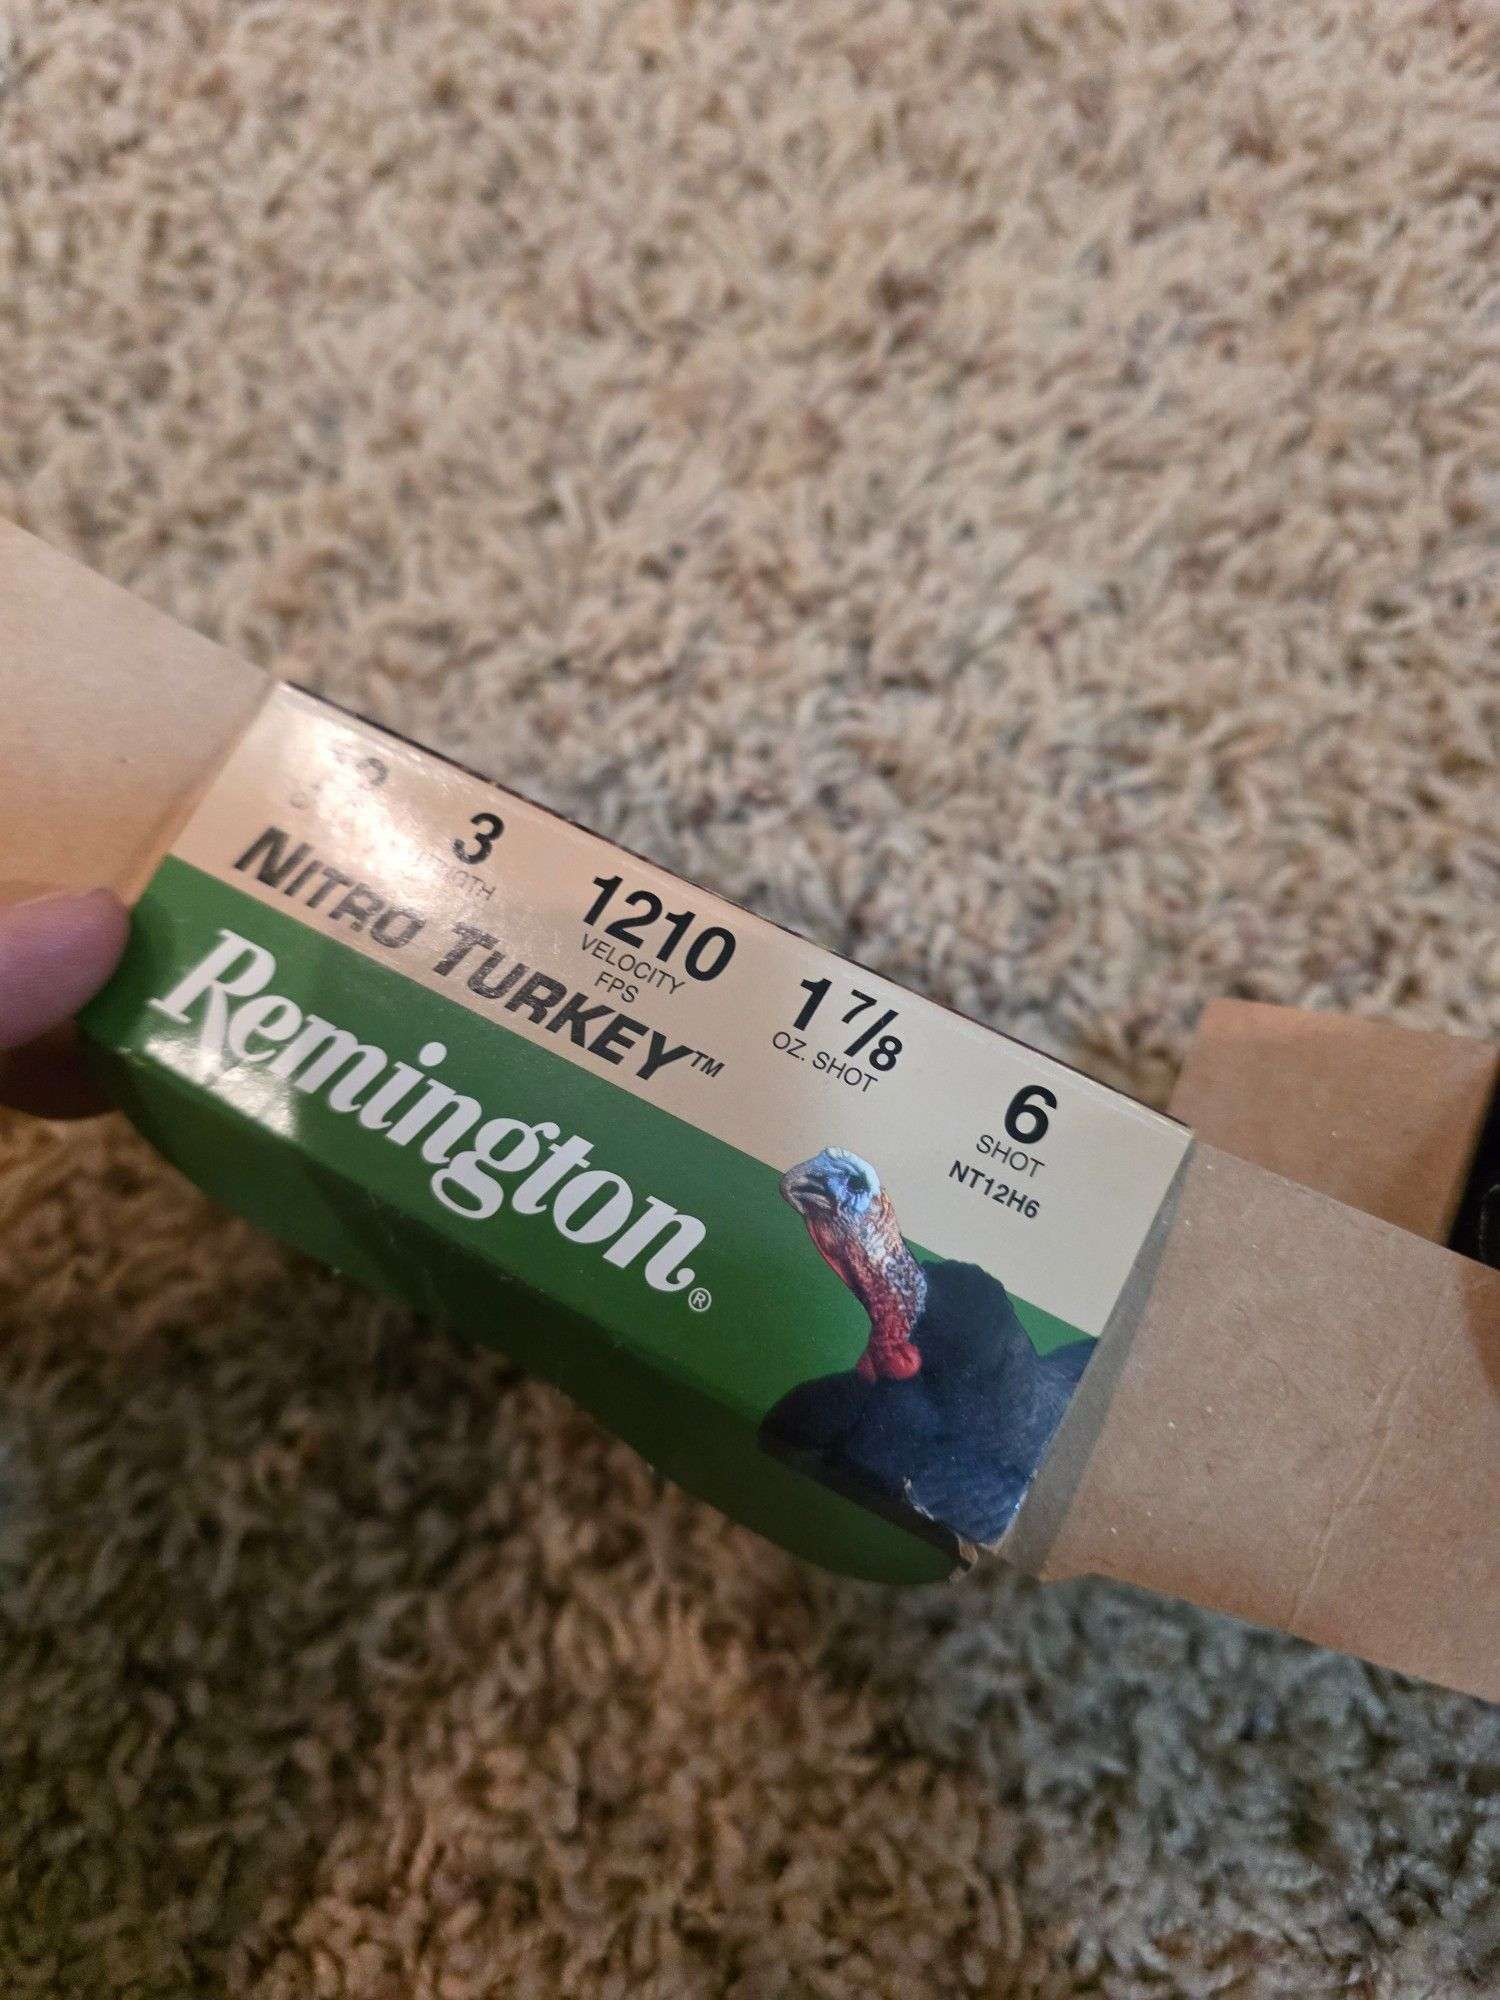 3
1210
VELOCITY
FPS
1 7/8
OZ. SHOT
6
SHOT
NT12H6
NITRO TURKEY™
Remington®